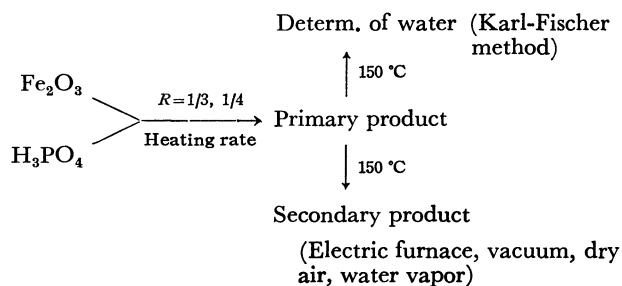 Determ. of water (Karl-Fischer
method)
150 °C
Fe₂O₃
R=1/3, 1/4
Primary product
Heating rate
H₃PO₄
150 °C
Secondary product
(Electric furnace, vacuum, dry
air, water vapor)